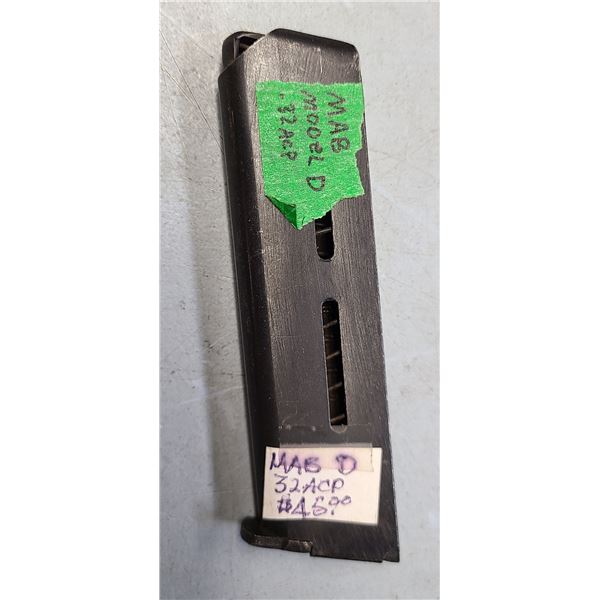 MAB
MODEL D
.32ACP
MAB D
32ACP
$45.00